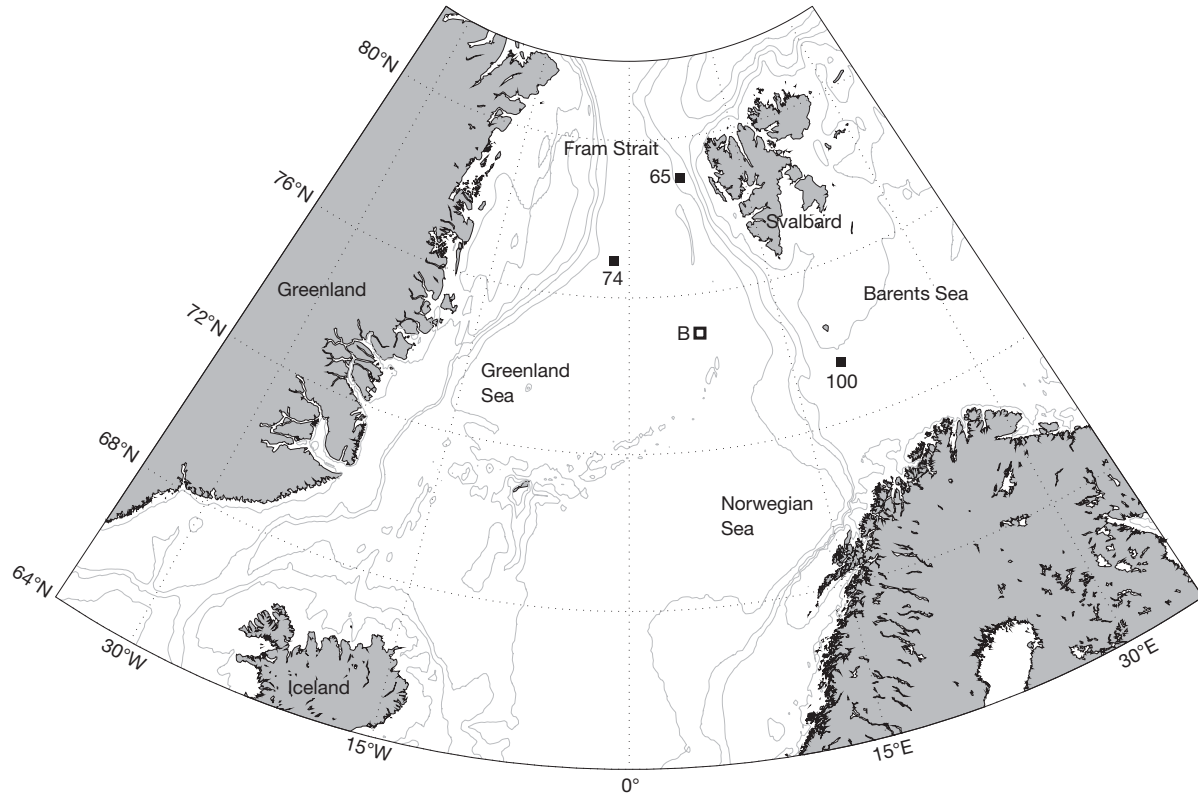 80°N
Fram Strait
65
76°N
Svalbard
74
Greenland
Barents Sea
72°N
B
Greenland
Sea
100
68°N
Norwegian
Sea
64°N
30°W
30°E
Iceland
15°W
15°E
0°